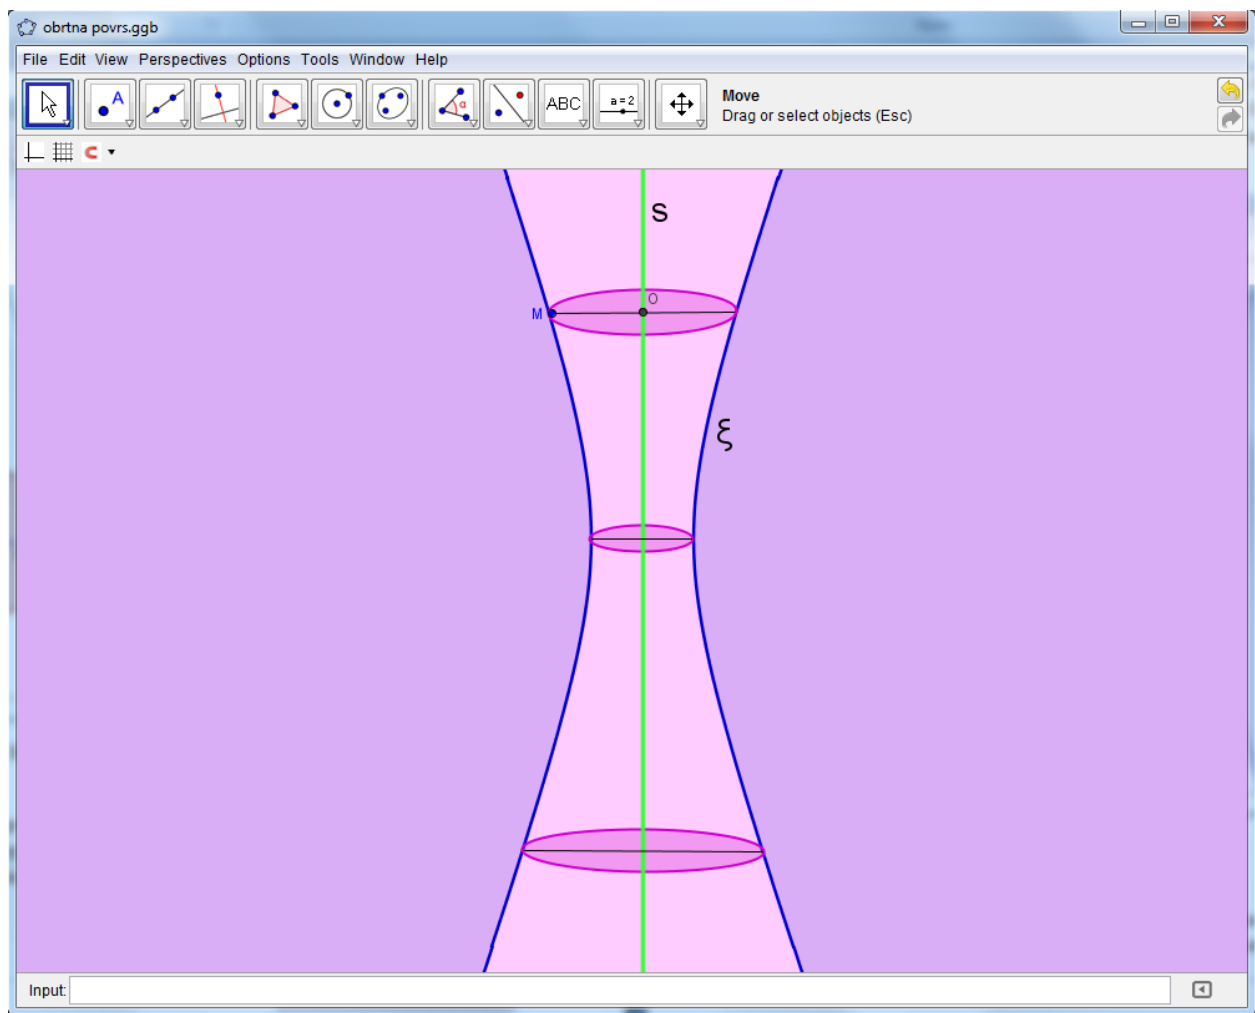 obrtna povrs.ggb
File Edit View Perspectives Options Tools Window Help
A
α
ABC
a = 2
Move
Drag or select objects (Esc)
s
O
M
ξ
Input: